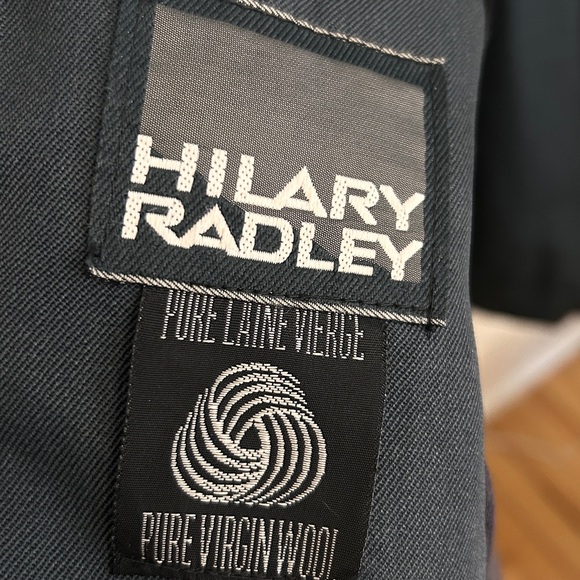 HILARY
RADLEY
PURE LAINE VIERGE
PURE VIRGIN WOOL